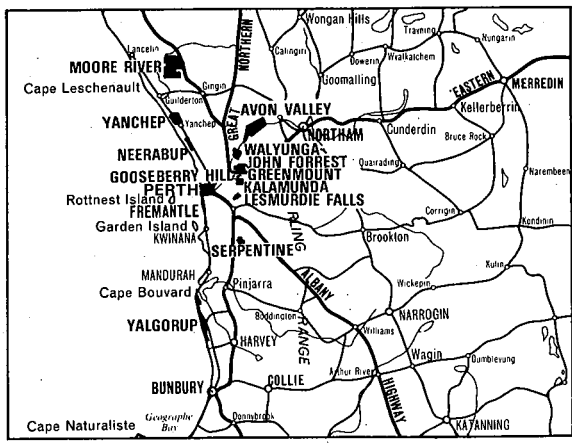 Wongan Hills
Lancelin
NORTHERN
Calingiri
Trayning
Nungarin
Dowerin
Wyalkatchem
MOORE RIVER
Goomalling
EASTERN
MERREDIN
Cape Leschenault
Gingin
Guilderton
GREAT
AVON VALLEY
Kellerberrin
YANCHEP
Yanchep
NORTHAM
Cunderdin
Bruce Rock
NEERABUP
WALYUNGA
JOHN FORREST
Quarading
Narembeen
GOOSEBERRY HILL
GREENMOUNT
PERTH
KALAMUNDA
Rottnest Island
LESMURDIE FALLS
FREMANTLE
Corrigin
Kondinin
Garden Island
LING
KWINANA
SERPENTINE
Brookton
MANDURAH
ALBANY
Kulin
Cape Bouvard
Pinjarra
Wickepin
Boddington
RANGE
NARROGIN
YALGORUP
Williams
HARVEY
Wagin
Dumbleyung
Arthur River
BUNBURY
COLLIE
HIGHWAY
Geographe
Bay
Donnybrook
Cape Naturaliste
KATANNING